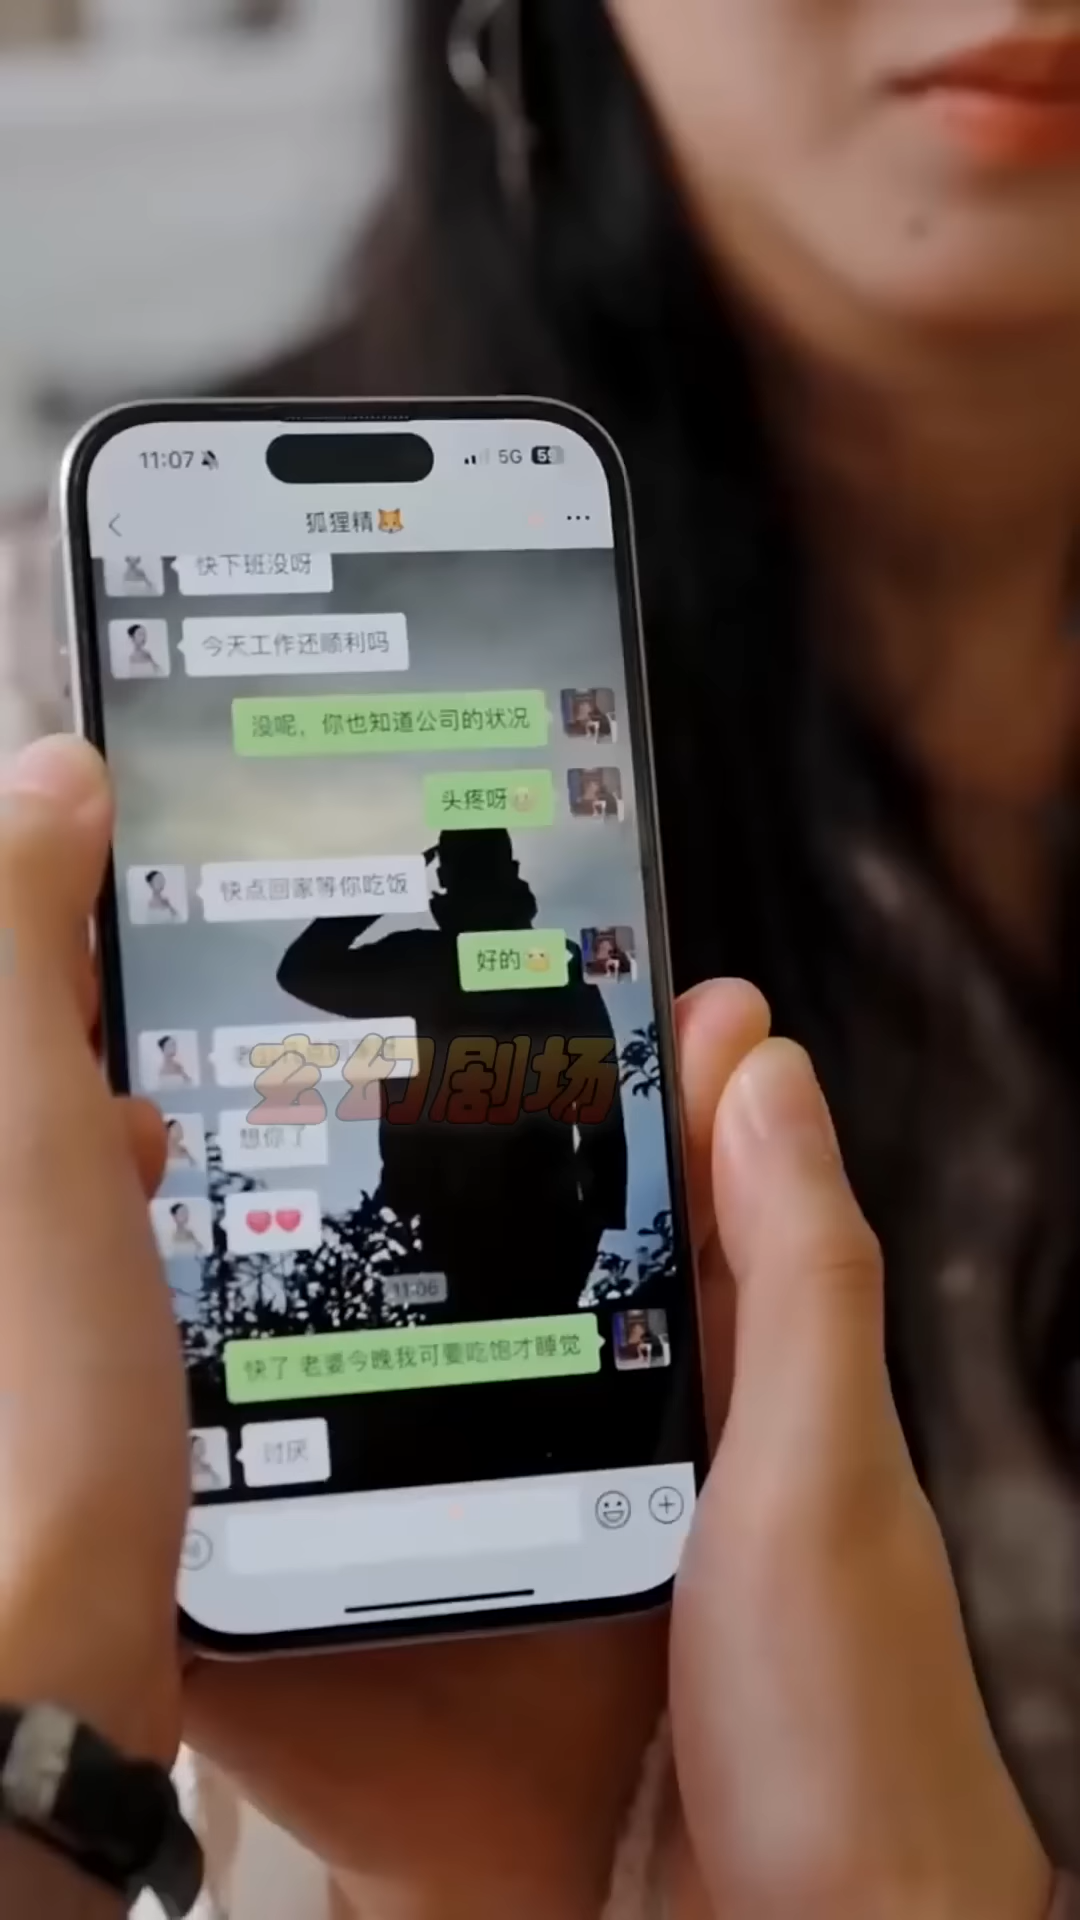 11:07
5G
狐狸精🦊
快下班没呀
今天工作还顺利吗
没呢，你也知道公司的状况
头疼呀
快点回家等你吃饭
好的
玄幻剧场
想你了
❤❤
11:06
快了 老婆今晚我可要吃饱才睡觉
讨厌